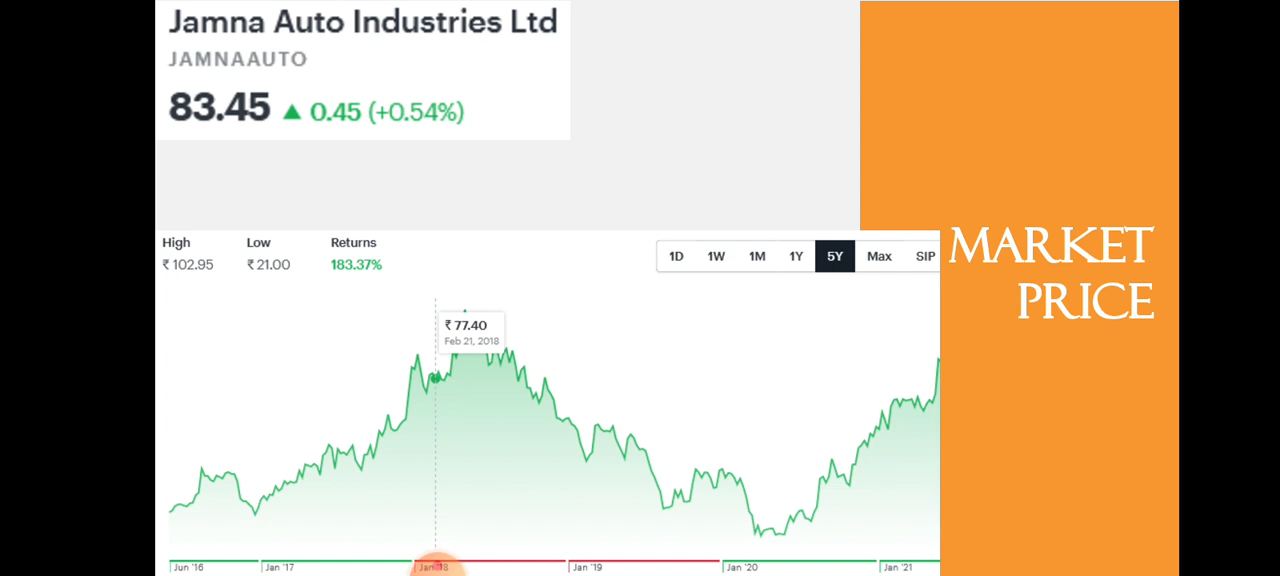 Jamna Auto Industries Ltd
JAMNAAUTO
83.45 ▲ 0.45 (+0.54%)
High Low Returns
₹ 102.95 ₹ 21.00 183.37%
1D 1W 1M 1Y 5Y Max SIP
MARKET
PRICE
₹ 77.40
Feb 21, 2018
Jun '16 Jan '17 Jan '18 Jan '19 Jan '20 Jan '21